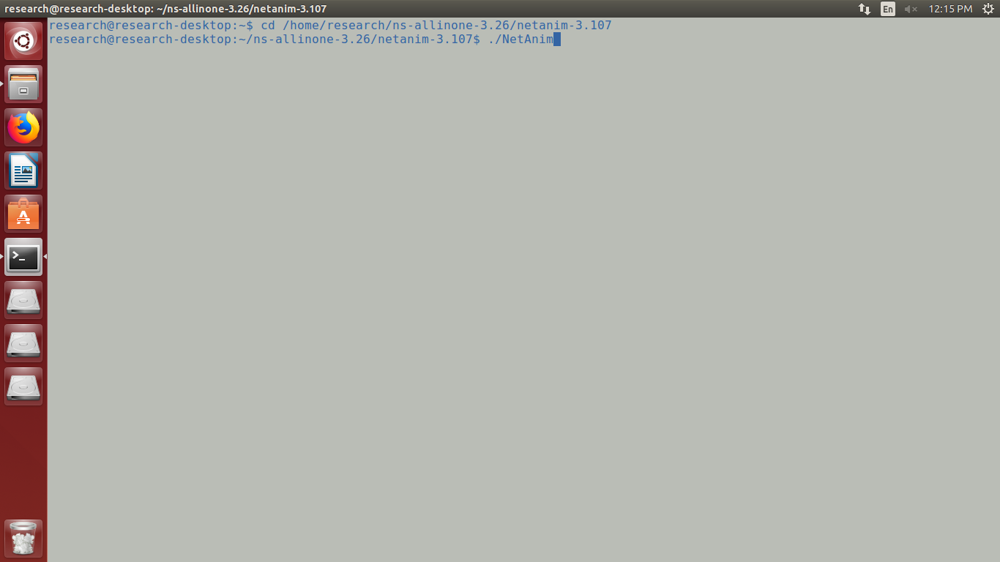 research@research-desktop: ~/ns-allinone-3.26/netanim-3.107
En
12:15 PM
research@research-desktop:~$ cd /home/research/ns-allinone-3.26/netanim-3.107
research@research-desktop:~/ns-allinone-3.26/netanim-3.107$ ./NetAnim